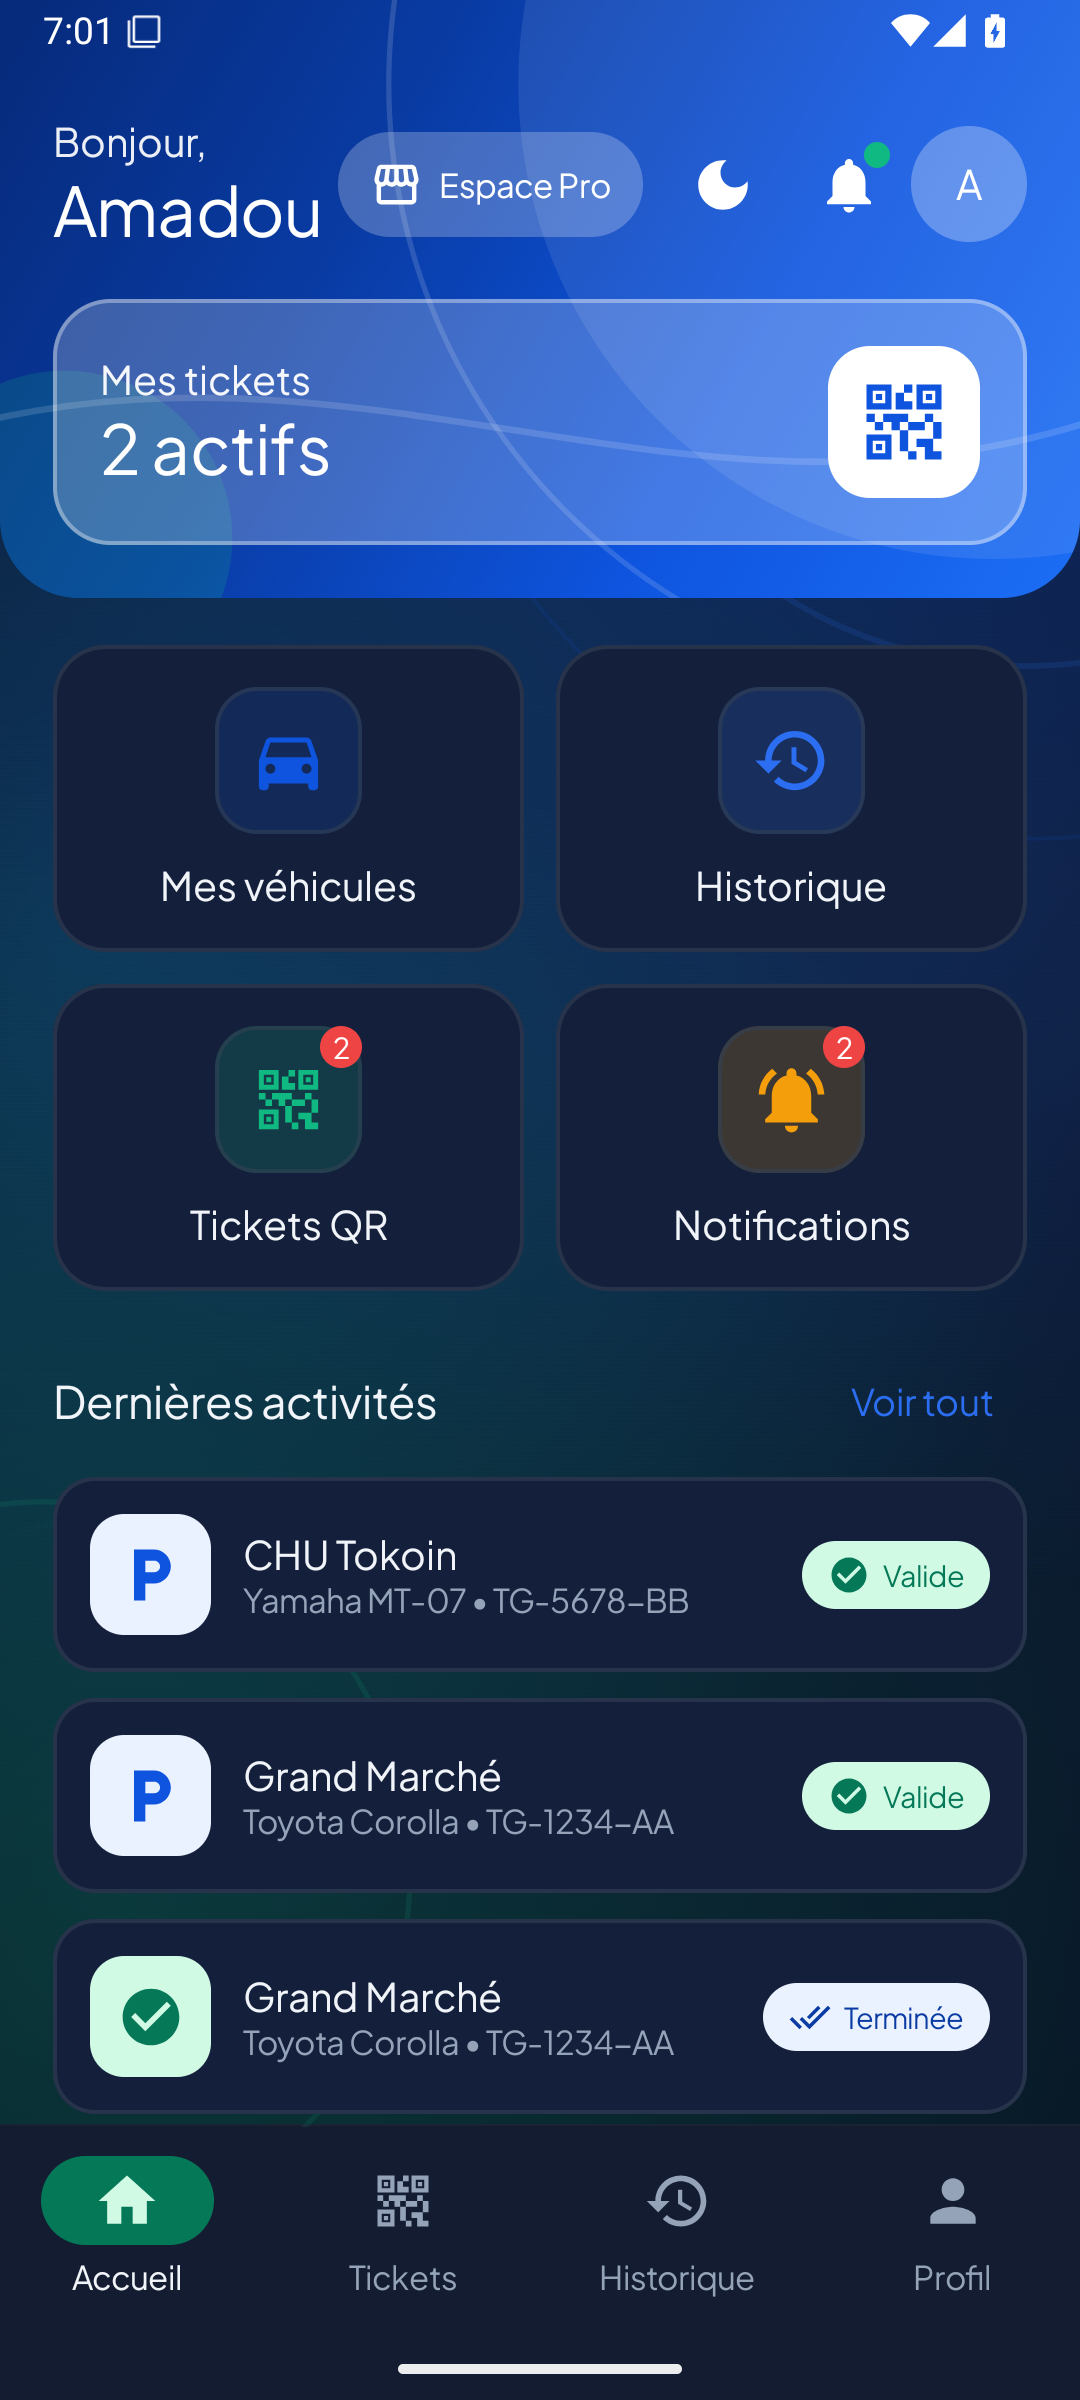 7:01
Bonjour,
Amadou
Espace Pro
A
Mes tickets
2 actifs
Mes véhicules
Historique
2
Tickets QR
2
Notifications
Dernières activités
Voir tout
P
CHU Tokoin
Yamaha MT-07 • TG-5678-BB
Valide
P
Grand Marché
Toyota Corolla • TG-1234-AA
Valide
Grand Marché
Toyota Corolla • TG-1234-AA
Terminée
Accueil
Tickets
Historique
Profil